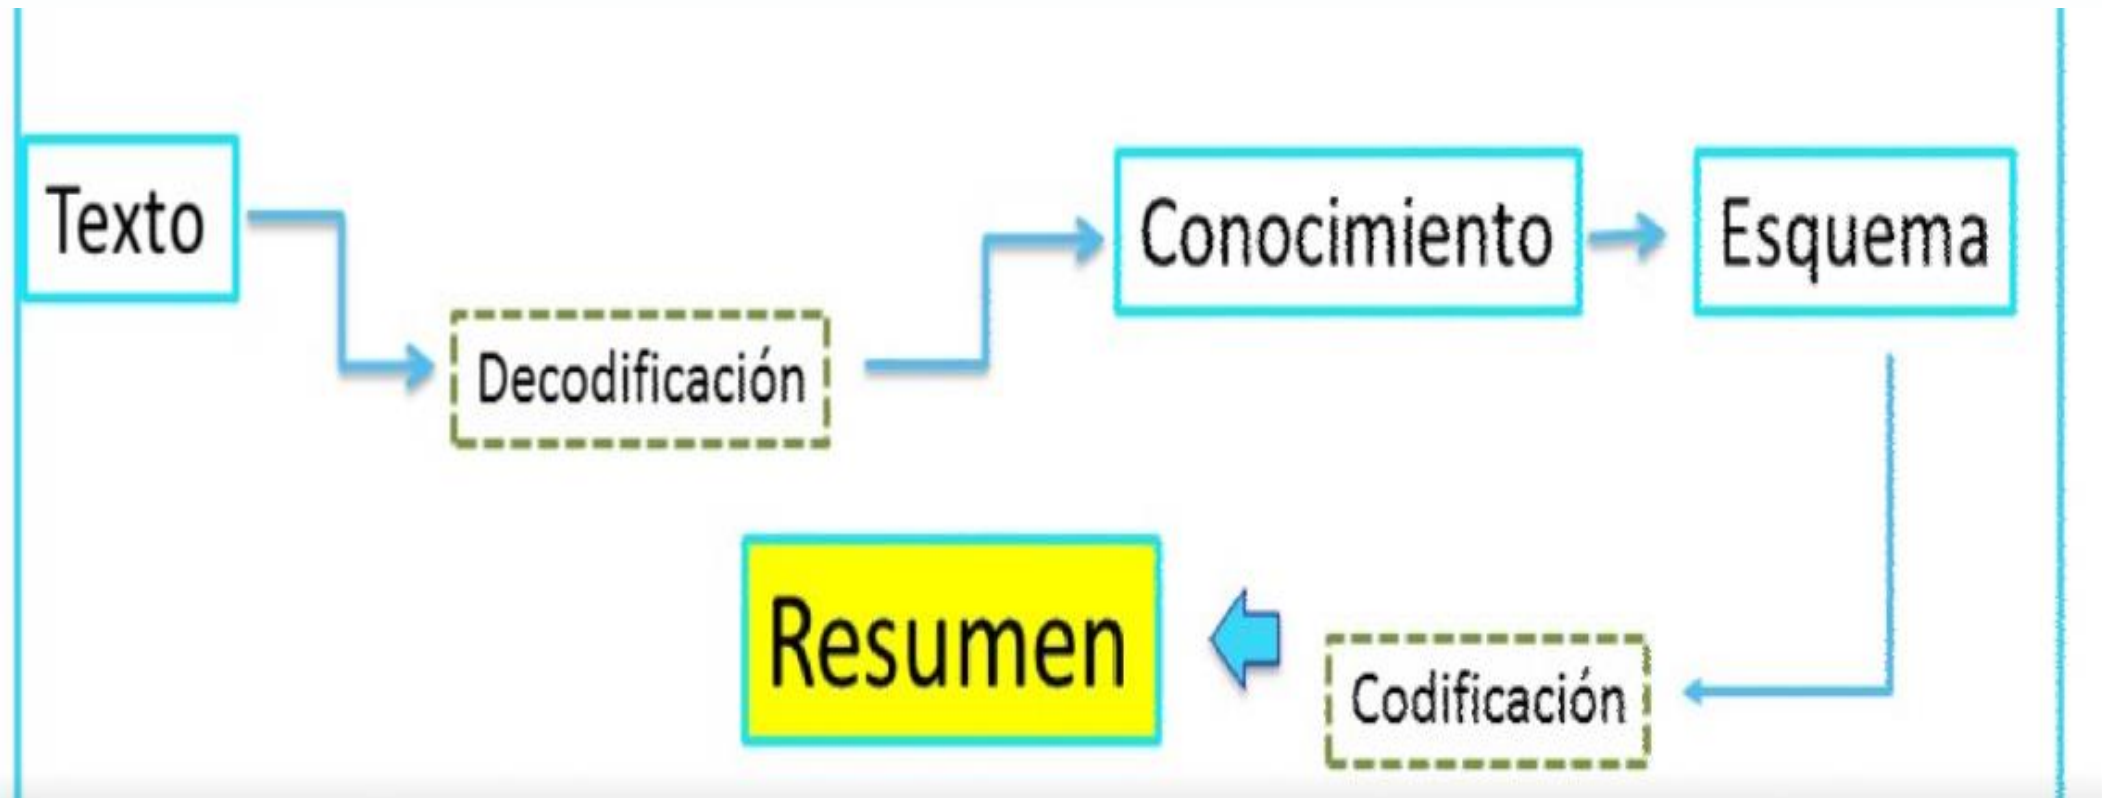 Texto
Decodificación
Conocimiento
Esquema
Codificación
Resumen